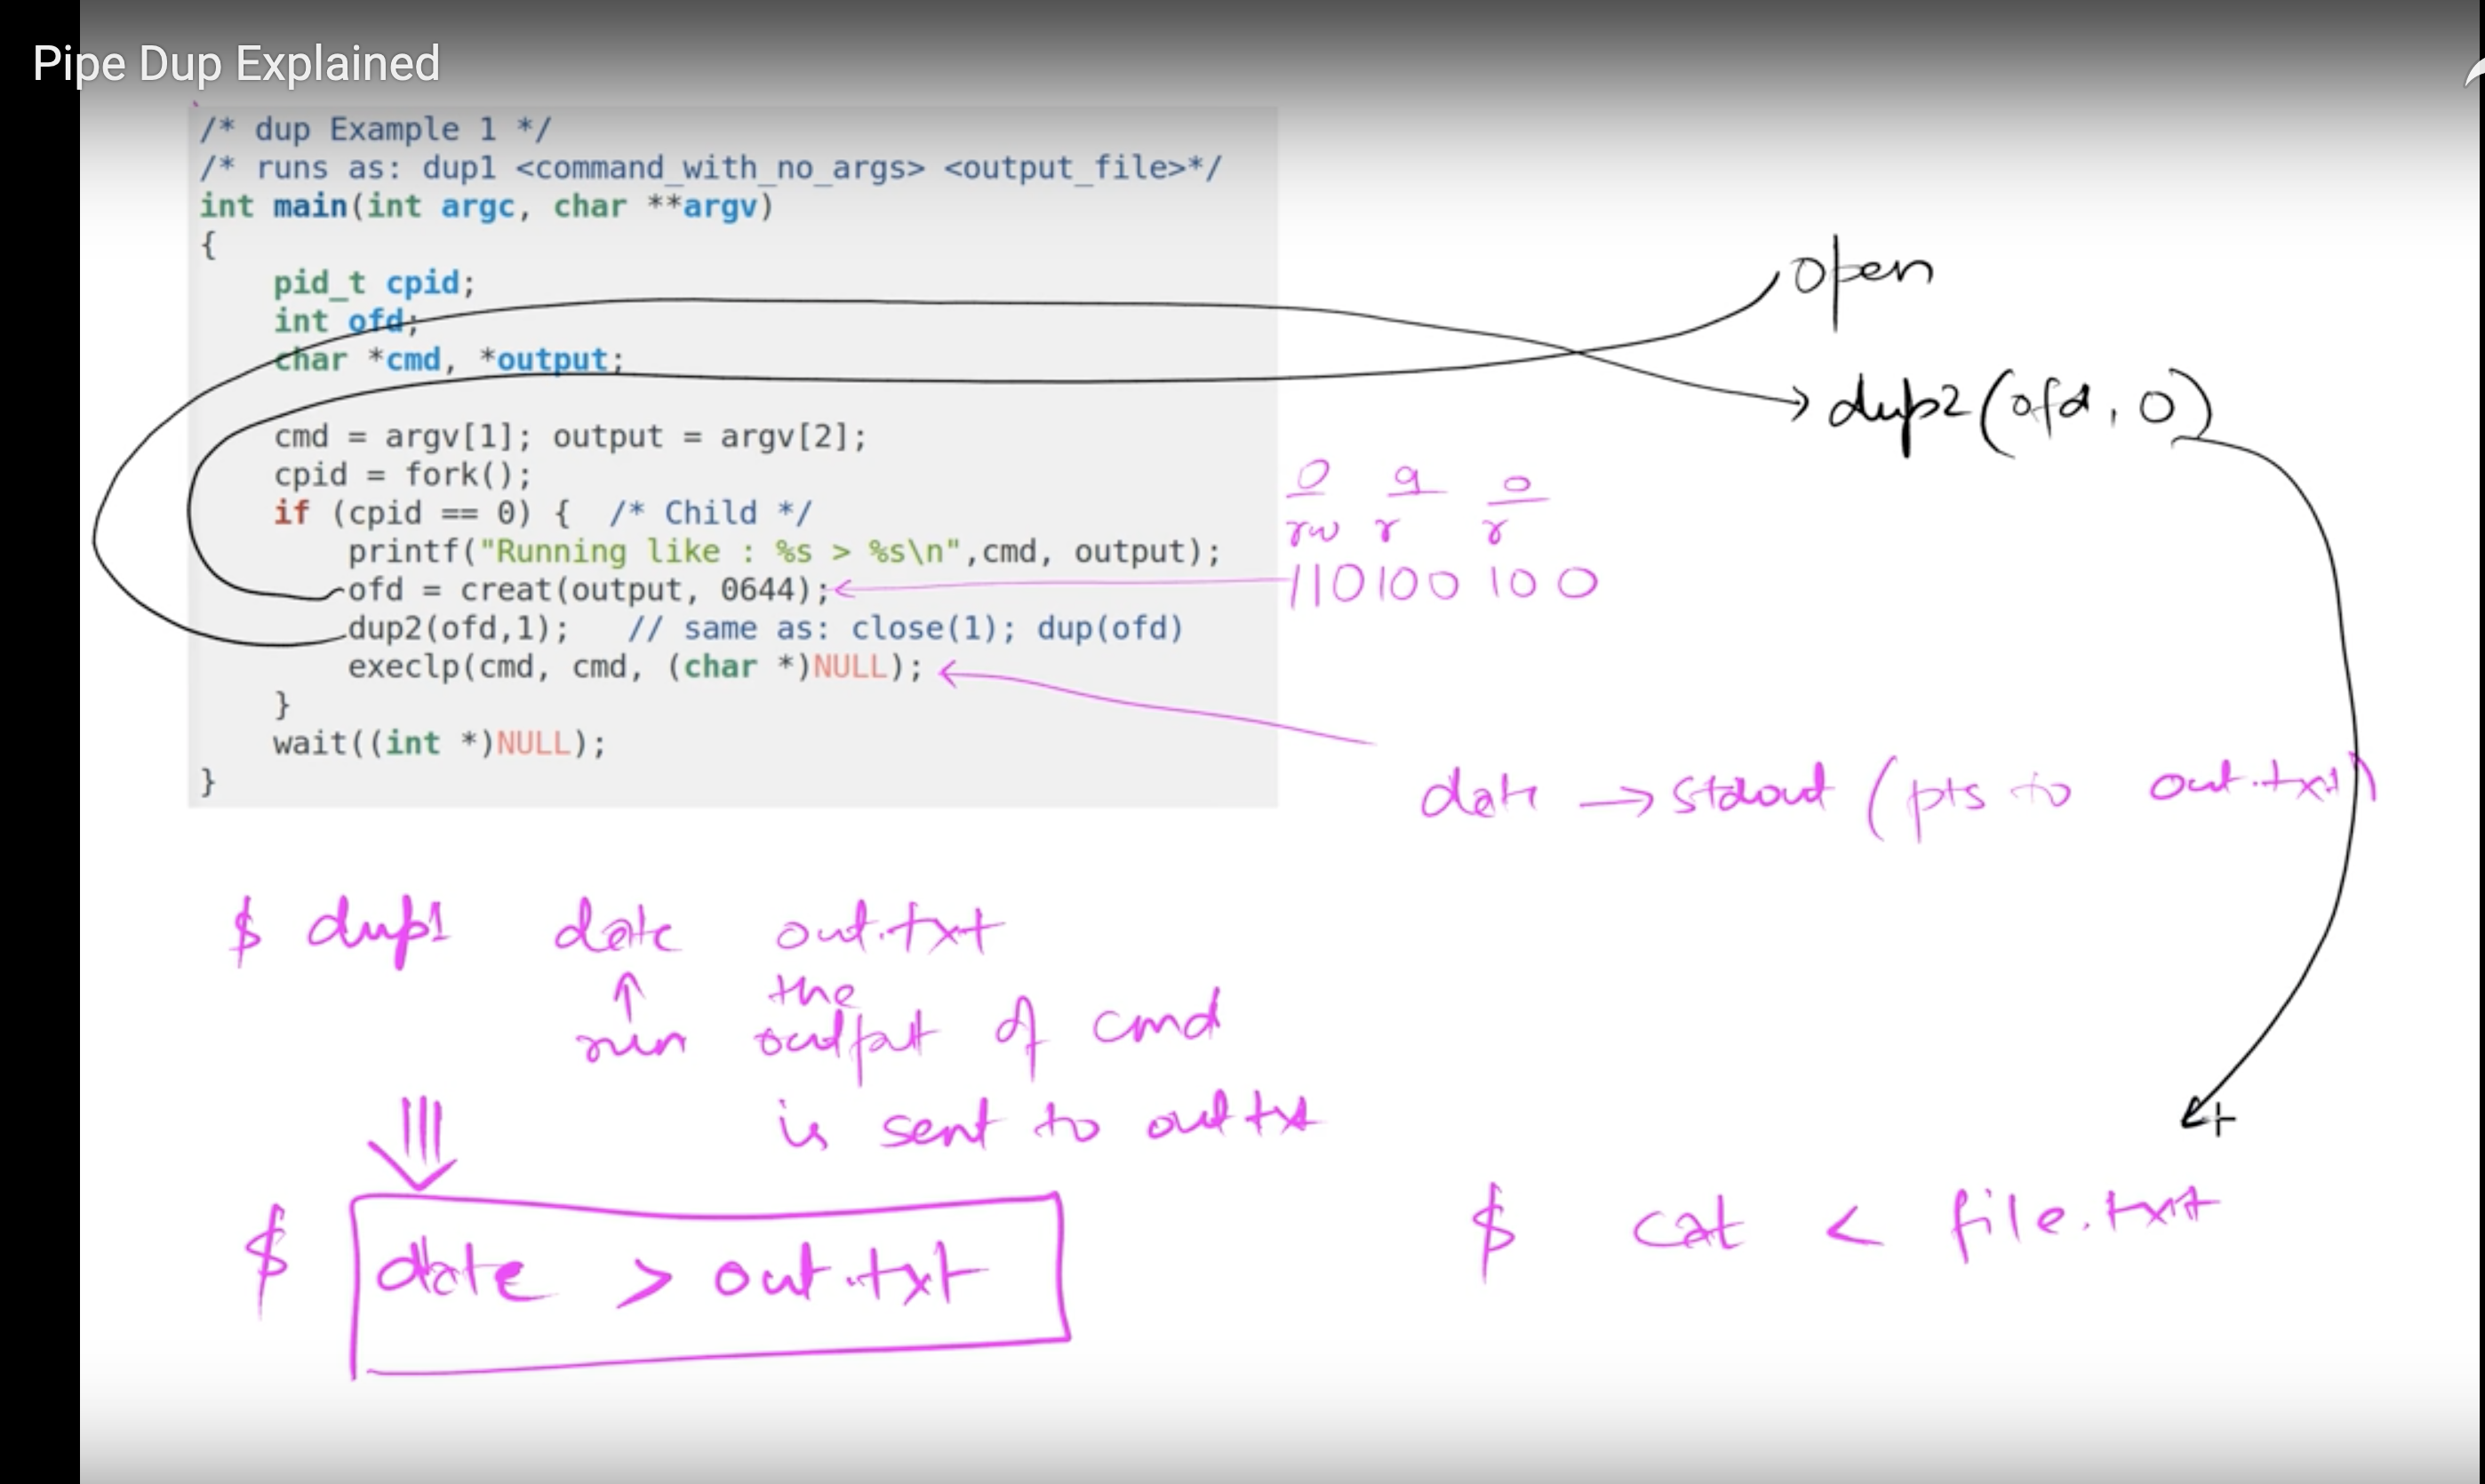 Pipe Dup Explained
/* dup Example 1 */
/* runs as: dup1 <command_with_no_args> <output_file>*/
int main(int argc, char **argv)
{
    pid_t cpid;
    int ofd;
    char *cmd, *output;
    cmd = argv[1]; output = argv[2];
    cpid = fork();
    if (cpid == 0) {  /* Child */
        printf("Running like : %s > %s\n",cmd, output);
        ofd = creat(output, 0644);
        dup2(ofd,1);   // same as: close(1); dup(ofd)
        execlp(cmd, cmd, (char *)NULL);
    }
    wait((int *)NULL);
}
open
dup2(ofd, 0)
o g o
rw r r
110 100 100
date → stdout (pts to out.txt)
$ dup1 date out.txt
↑ the
run output of cmd
is sent to out txt
$ date > out.txt
$ cat < file.txt